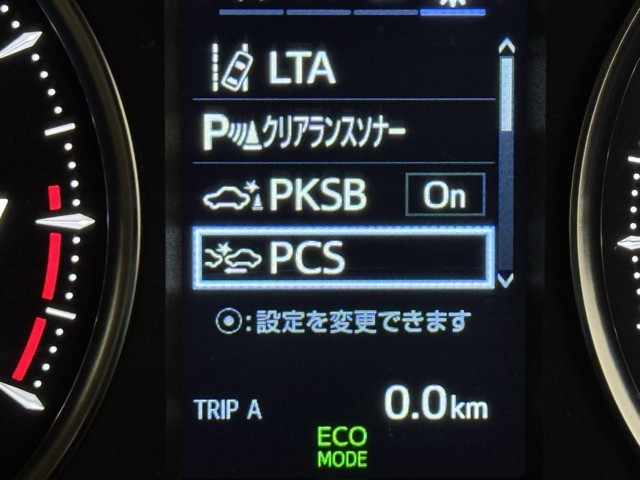 LTA
Pクリアランスソナー
PKSB On
PCS
⦿:設定を変更できます
TRIP A 0.0km
ECO
MODE